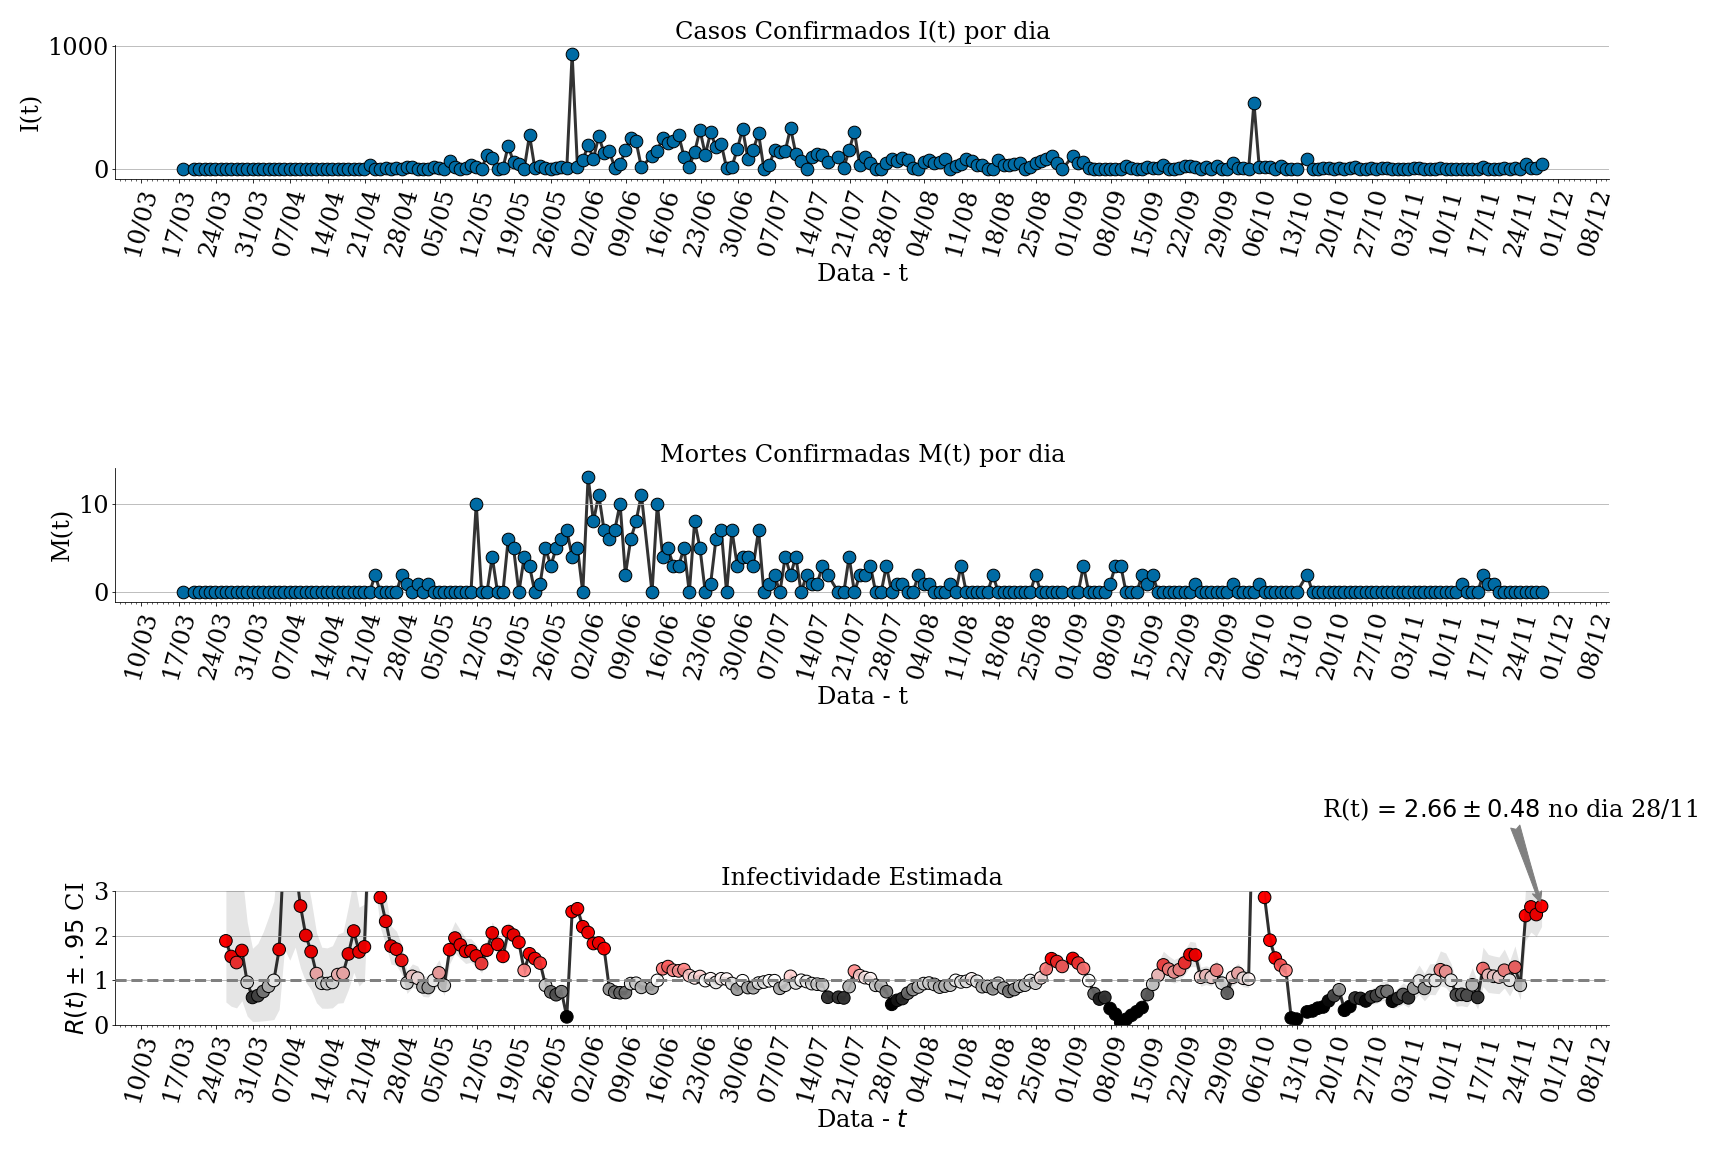 Casos Confirmados I(t) por dia
1000
0
I(t)
10/03 17/03 24/03 31/03 07/04 14/04 21/04 28/04 05/05 12/05 19/05 26/05 02/06 09/06 16/06 23/06 30/06 07/07 14/07 21/07 28/07 04/08 11/08 18/08 25/08 01/09 08/09 15/09 22/09 29/09 06/10 13/10 20/10 27/10 03/11 10/11 17/11 24/11 01/12 08/12
Data - t
Mortes Confirmadas M(t) por dia
10
0
M(t)
10/03 17/03 24/03 31/03 07/04 14/04 21/04 28/04 05/05 12/05 19/05 26/05 02/06 09/06 16/06 23/06 30/06 07/07 14/07 21/07 28/07 04/08 11/08 18/08 25/08 01/09 08/09 15/09 22/09 29/09 06/10 13/10 20/10 27/10 03/11 10/11 17/11 24/11 01/12 08/12
Data - t
R(t) = 2.66 ± 0.48 no dia 28/11
Infectividade Estimada
3
2
1
0
R(t) ± .95 CI
10/03 17/03 24/03 31/03 07/04 14/04 21/04 28/04 05/05 12/05 19/05 26/05 02/06 09/06 16/06 23/06 30/06 07/07 14/07 21/07 28/07 04/08 11/08 18/08 25/08 01/09 08/09 15/09 22/09 29/09 06/10 13/10 20/10 27/10 03/11 10/11 17/11 24/11 01/12 08/12
Data - t